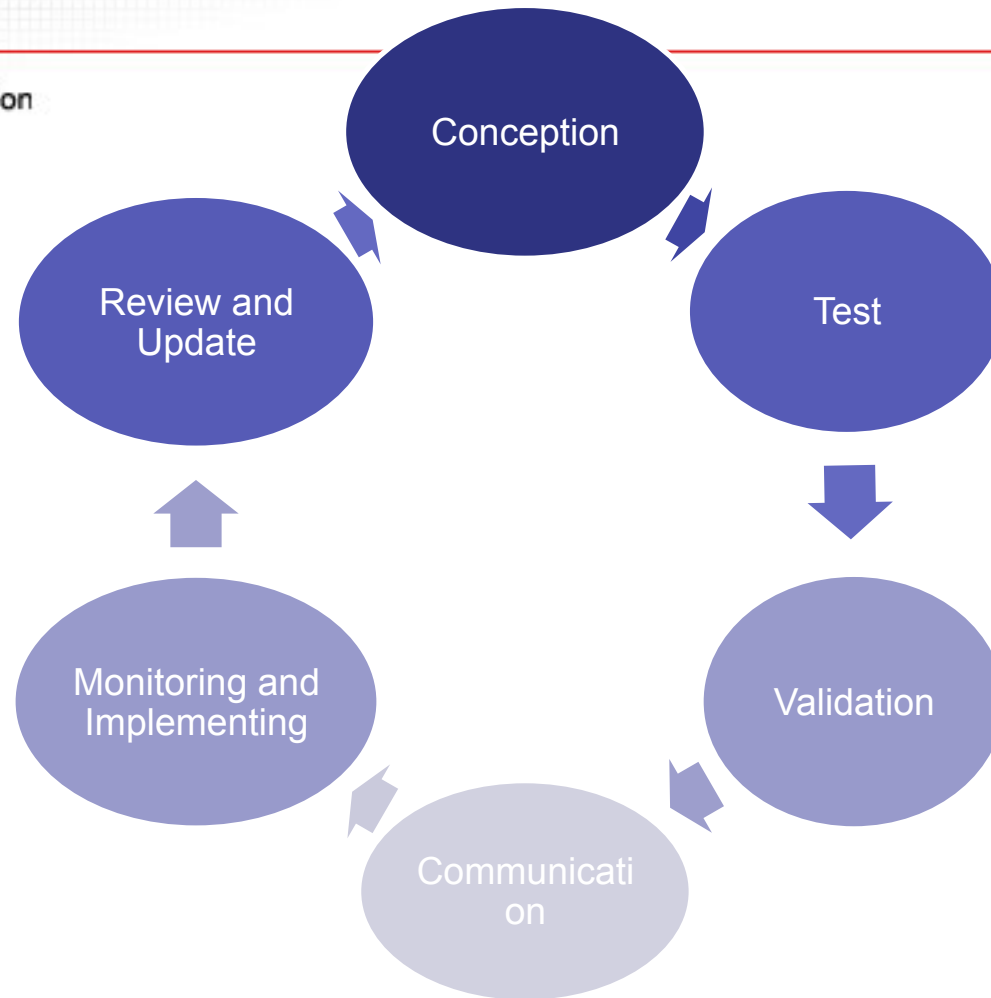 on
Conception
Test
Review and
Update
Validation
Monitoring and
Implementing
Communicati
on